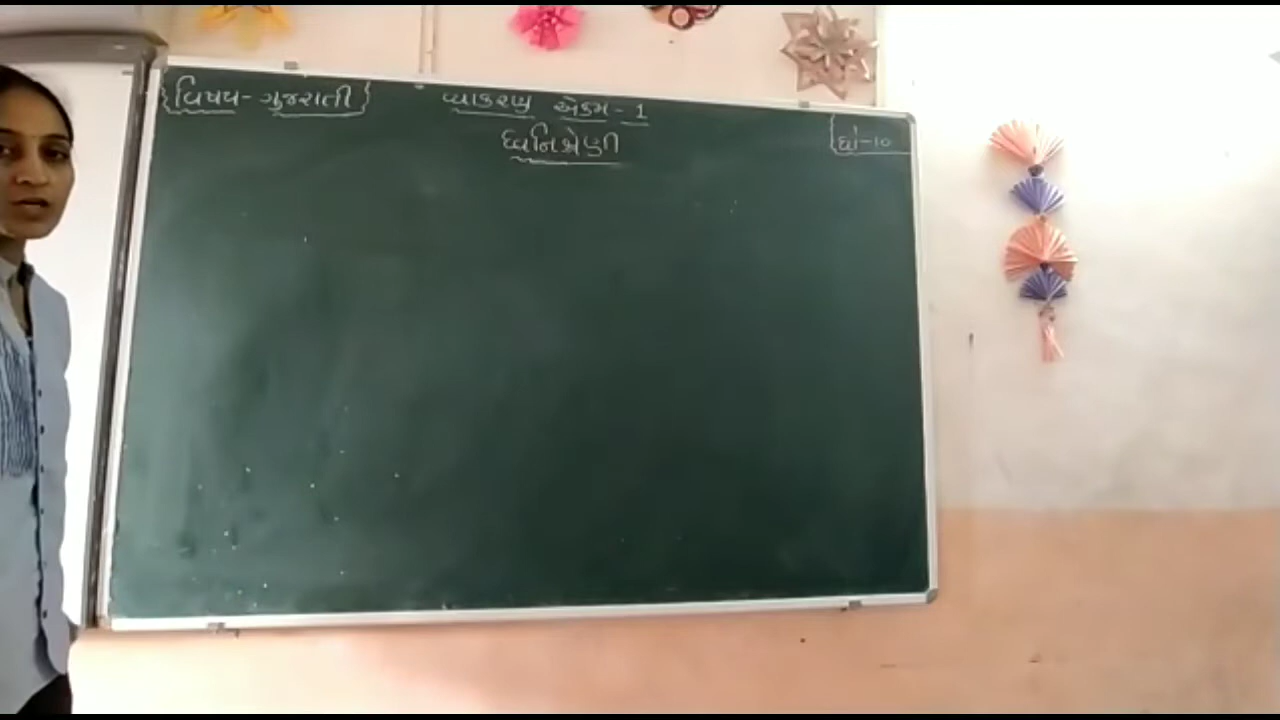 વિષય - ગુજરાતી
વ્યાકરણ એકમ - 1
ધો - 10
ધ્વનિશ્રેણી